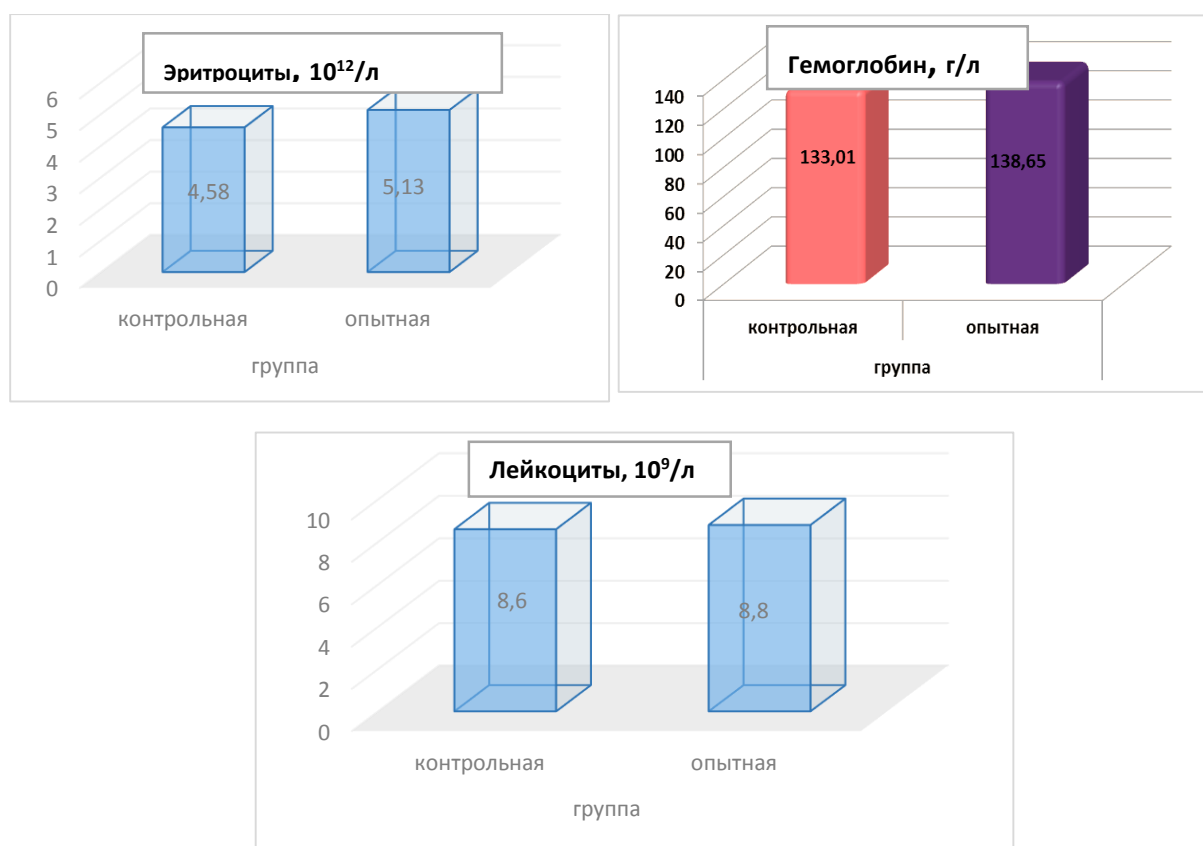 Эритроциты, 10¹²/л
6
5
4
3
2
1
0
4,58
5,13
контрольная
опытная
группа
Гемоглобин, г/л
140
120
100
80
60
40
20
0
133,01
138,65
контрольная
опытная
группа
Лейкоциты, 10⁹/л
10
8
6
4
2
0
8,6
8,8
контрольная
опытная
группа